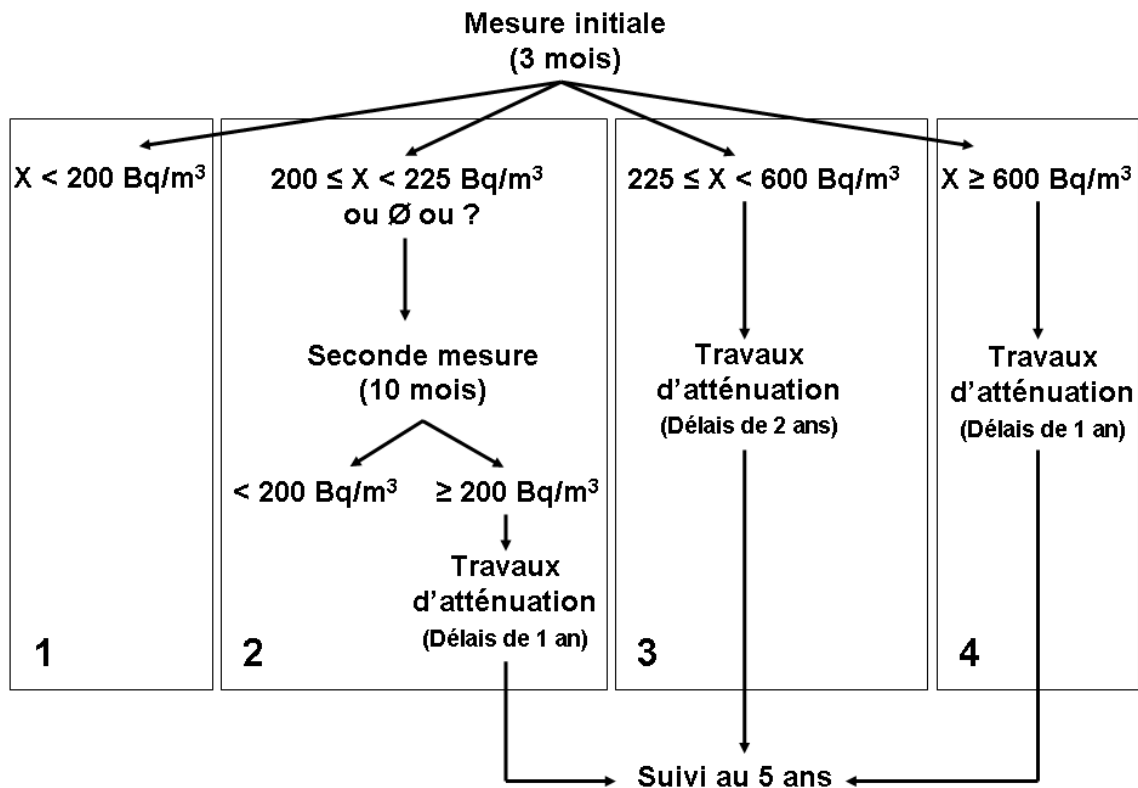 Mesure initiale
(3 mois)
X < 200 Bq/m³
200 ≤ X < 225 Bq/m³
ou Ø ou ?
Seconde mesure
(10 mois)
< 200 Bq/m³
≥ 200 Bq/m³
Travaux
d’atténuation
(Délais de 1 an)
225 ≤ X < 600 Bq/m³
Travaux
d’atténuation
(Délais de 2 ans)
X ≥ 600 Bq/m³
Travaux
d’atténuation
(Délais de 1 an)
1
2
3
4
Suivi au 5 ans